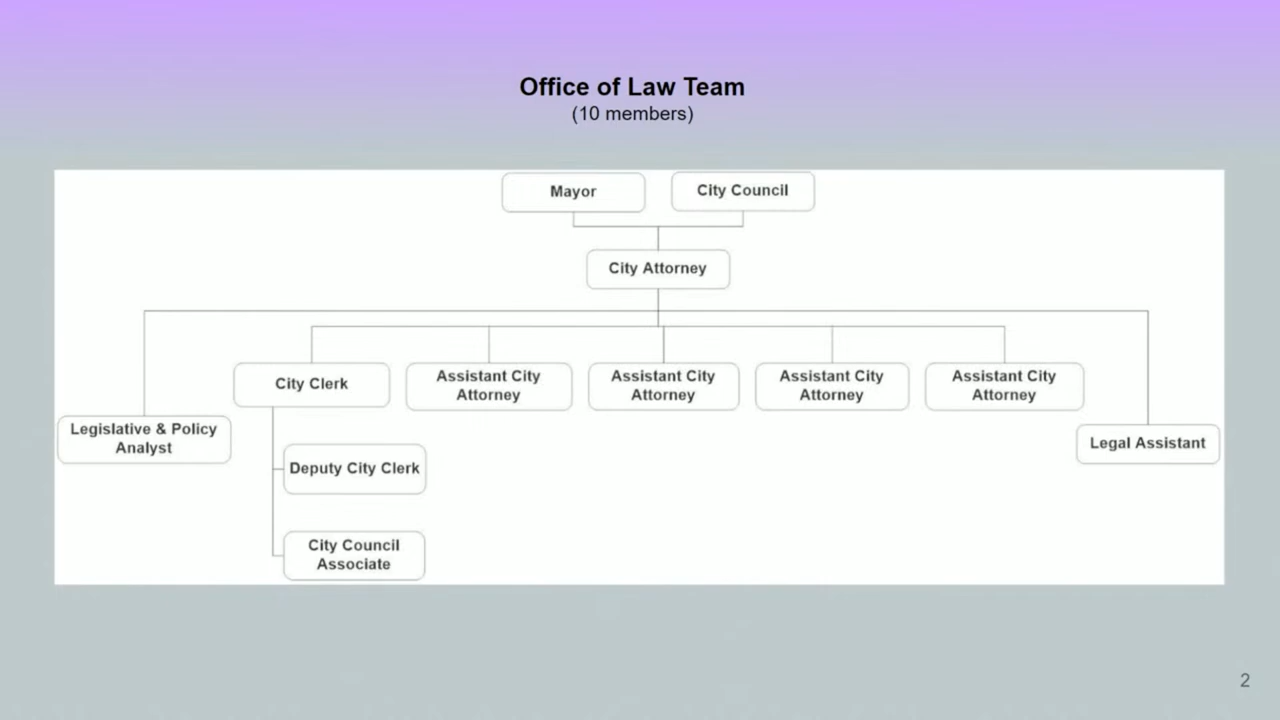 Office of Law Team
(10 members)
Mayor
City Council
City Attorney
City Clerk
Assistant City
Attorney
Assistant City
Attorney
Assistant City
Attorney
Assistant City
Attorney
Legislative & Policy
Analyst
Legal Assistant
Deputy City Clerk
City Council
Associate
2